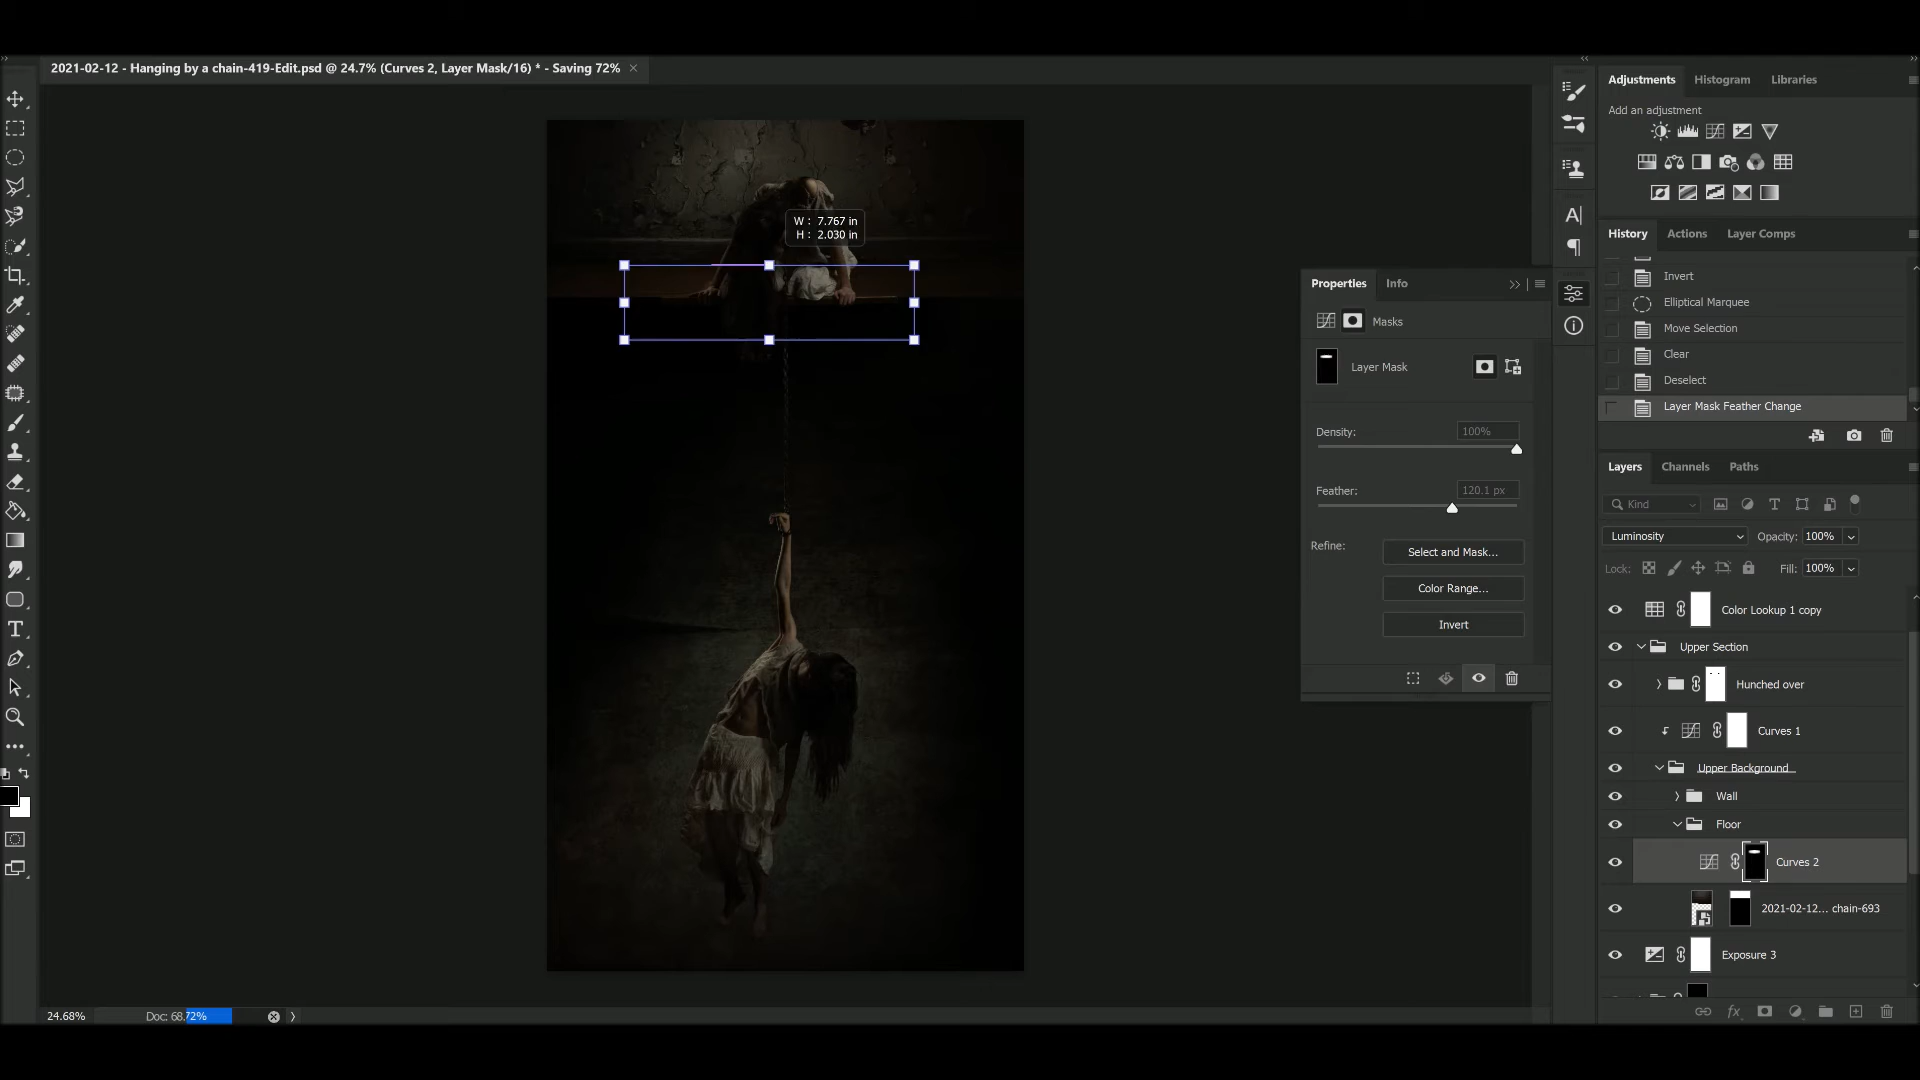 2021-02-12 - Hanging by a chain-419-Edit.psd @ 24.7% (Curves 2, Layer Mask/16) * - Saving 72%
Adjustments Histogram Libraries
Add an adjustment
History Actions Layer Comps
Invert
Elliptical Marquee
Move Selection
Clear
Deselect
Layer Mask Feather Change
W: 7.767 in
H: 2.030 in
Properties Info
Masks
Layer Mask
Density: 100%
Feather: 120.1 px
Refine: Select and Mask...
Color Range...
Invert
Layers Channels Paths
Kind
Luminosity Opacity: 100%
Lock: Fill: 100%
Color Lookup 1 copy
Upper Section
Hunched over
Curves 1
Upper Background
Wall
Floor
Curves 2
2021-02-12... chain-693
Exposure 3
24.68% Doc: 68.72%